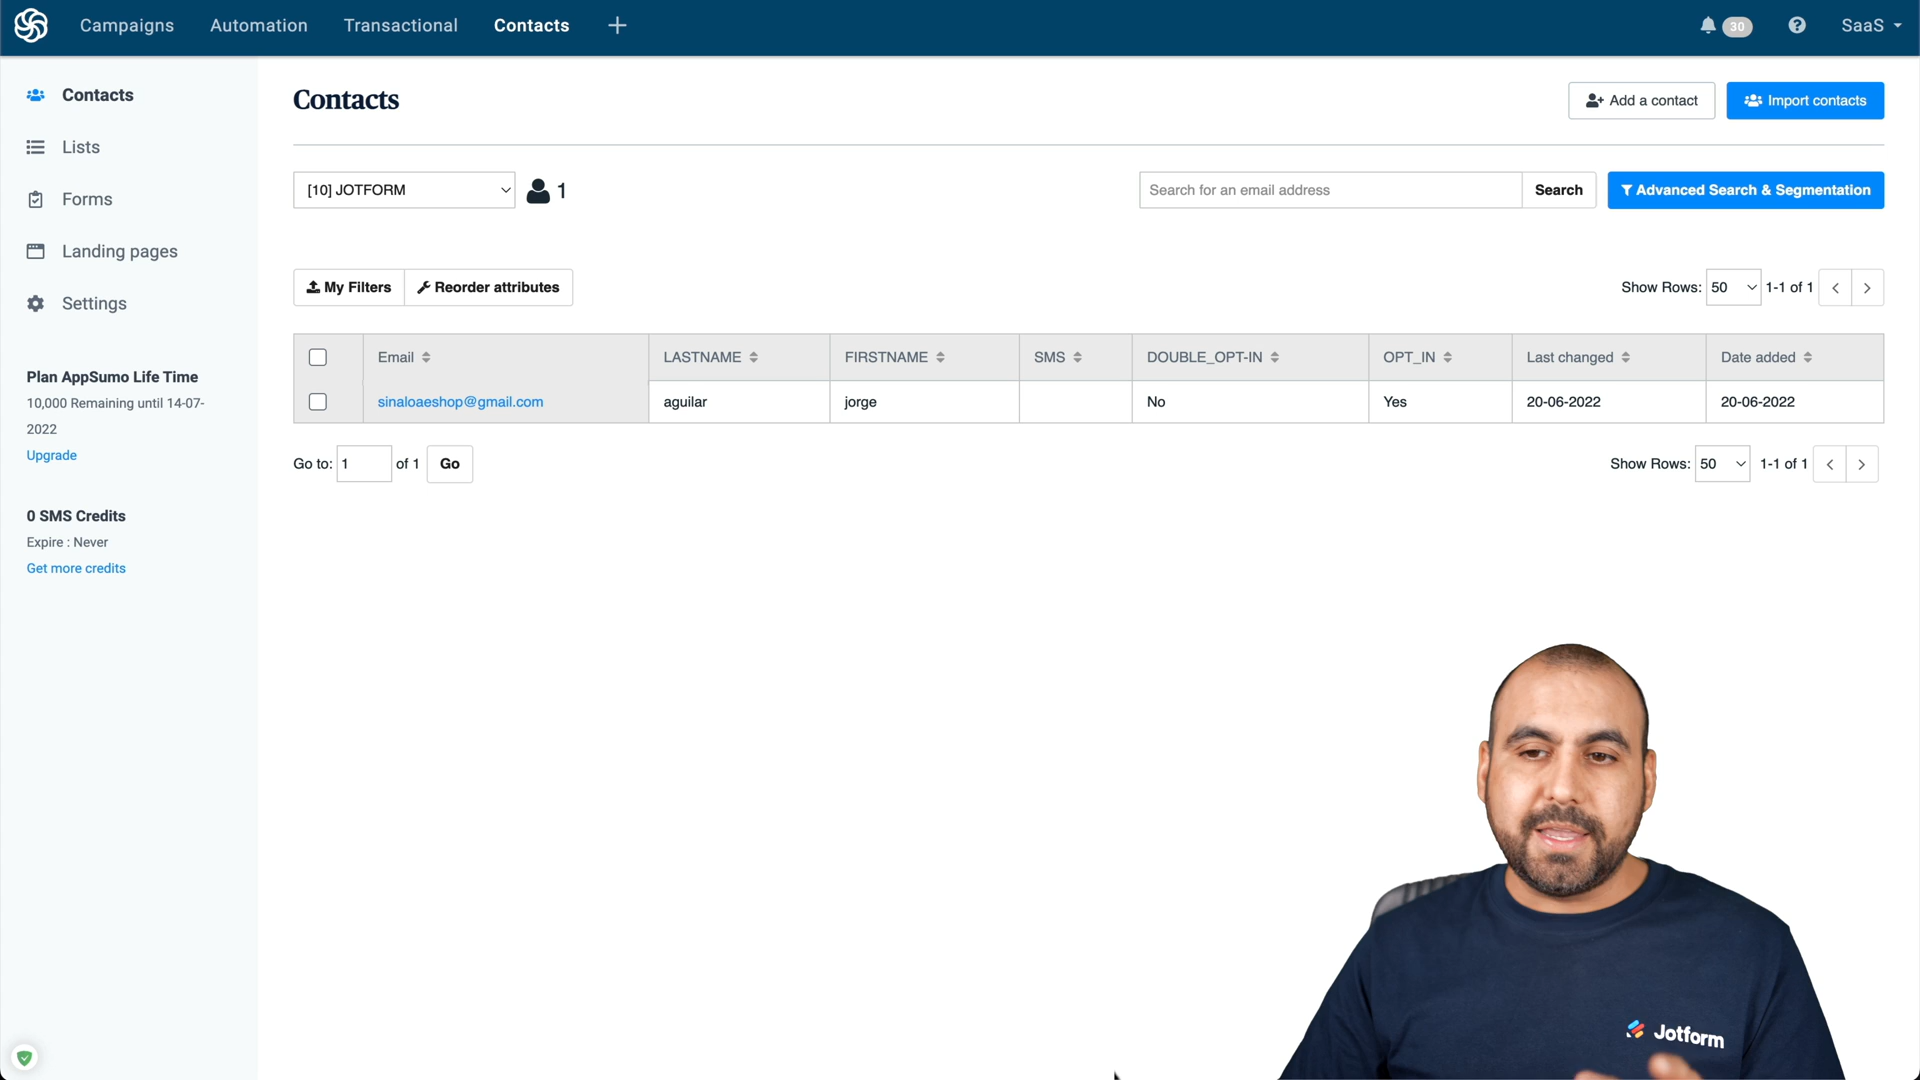 Campaigns Automation Transactional Contacts
30
SaaS
Contacts
Lists
Forms
Landing pages
Settings
Plan AppSumo Life Time
10,000 Remaining until 14-07-
2022
Upgrade
0 SMS Credits
Expire : Never
Get more credits
Contacts
Add a contact
Import contacts
[10] JOTFORM
1
Search for an email address
Search
Advanced Search & Segmentation
My Filters
Reorder attributes
Show Rows: 50 1-1 of 1
Email LASTNAME FIRSTNAME SMS DOUBLE_OPT-IN OPT_IN Last changed Date added
sinaloaeshop@gmail.com aguilar jorge No Yes 20-06-2022 20-06-2022
Go to: 1 of 1 Go
Show Rows: 50 1-1 of 1
Jotform